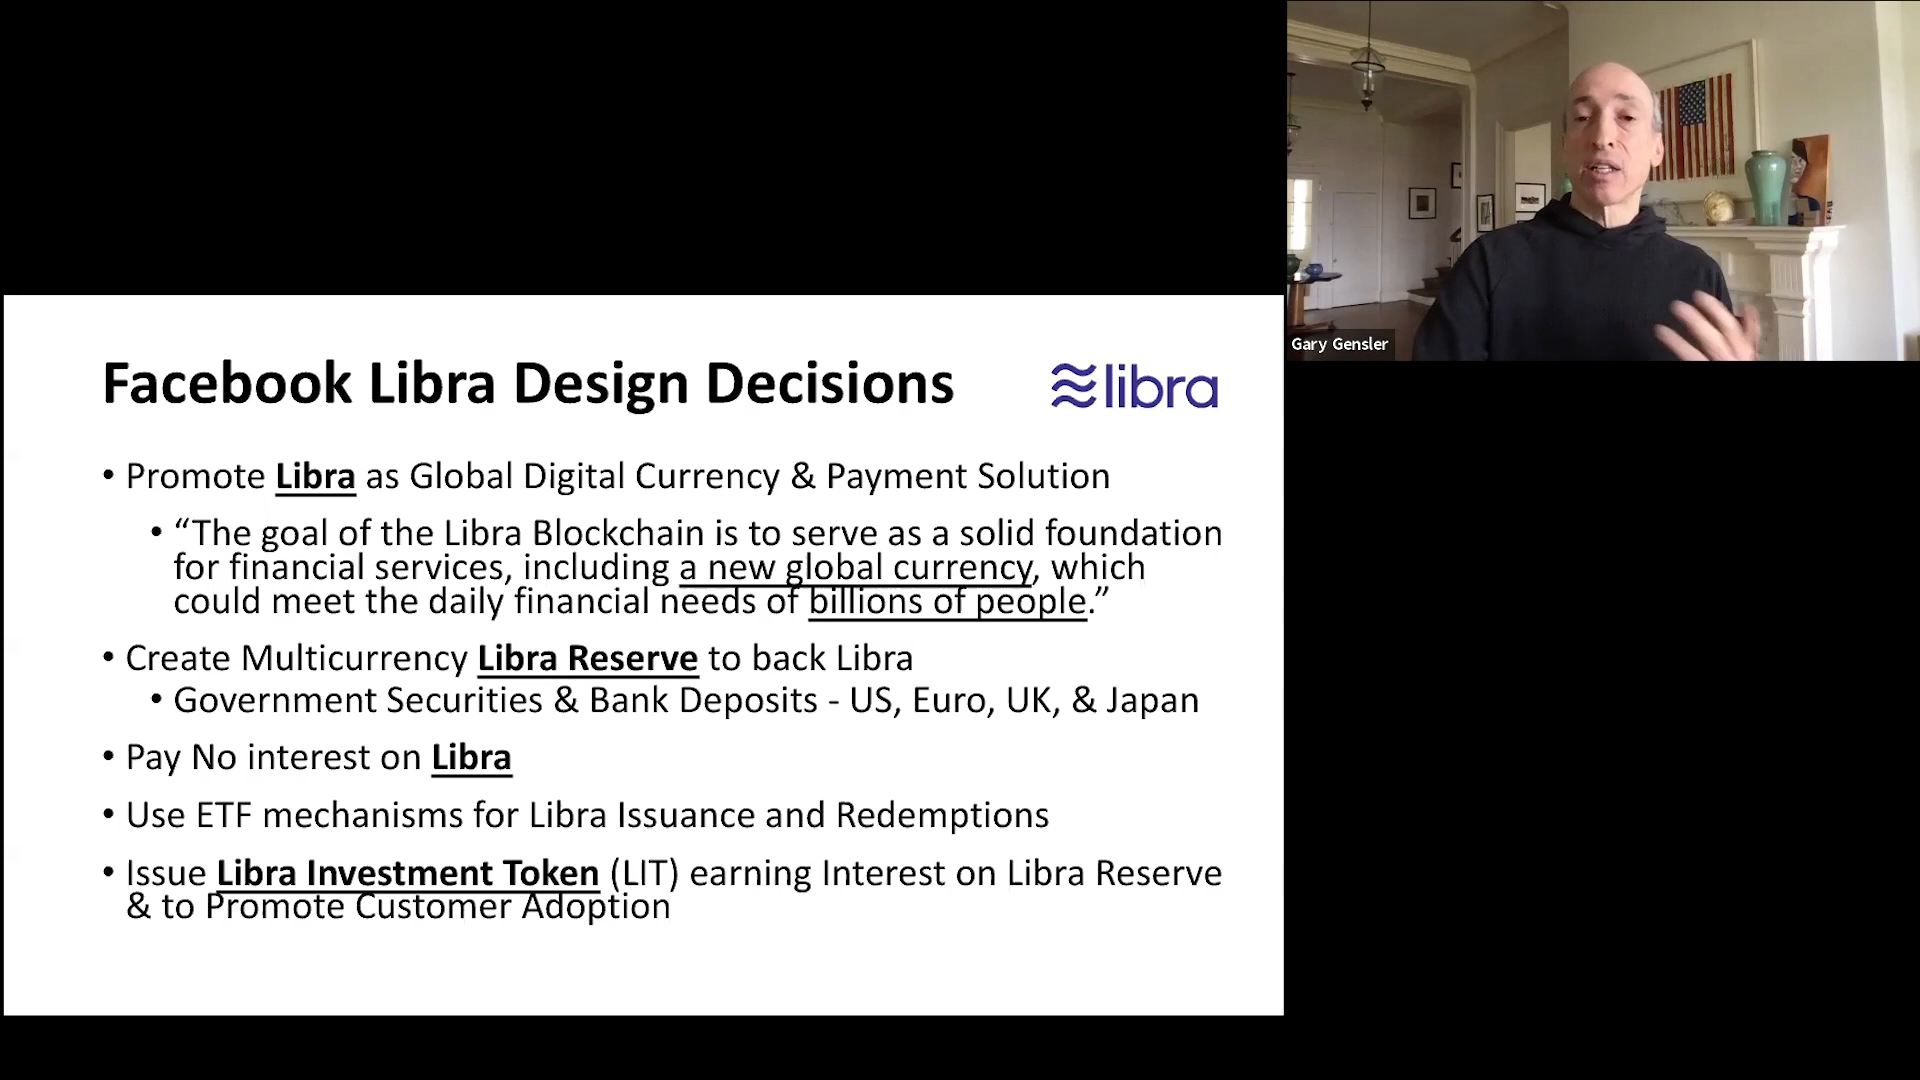 Gary Gensler
Facebook Libra Design Decisions
libra
• Promote Libra as Global Digital Currency & Payment Solution
• “The goal of the Libra Blockchain is to serve as a solid foundation
for financial services, including a new global currency, which
could meet the daily financial needs of billions of people.”
• Create Multicurrency Libra Reserve to back Libra
• Government Securities & Bank Deposits - US, Euro, UK, & Japan
• Pay No interest on Libra
• Use ETF mechanisms for Libra Issuance and Redemptions
• Issue Libra Investment Token (LIT) earning Interest on Libra Reserve
& to Promote Customer Adoption